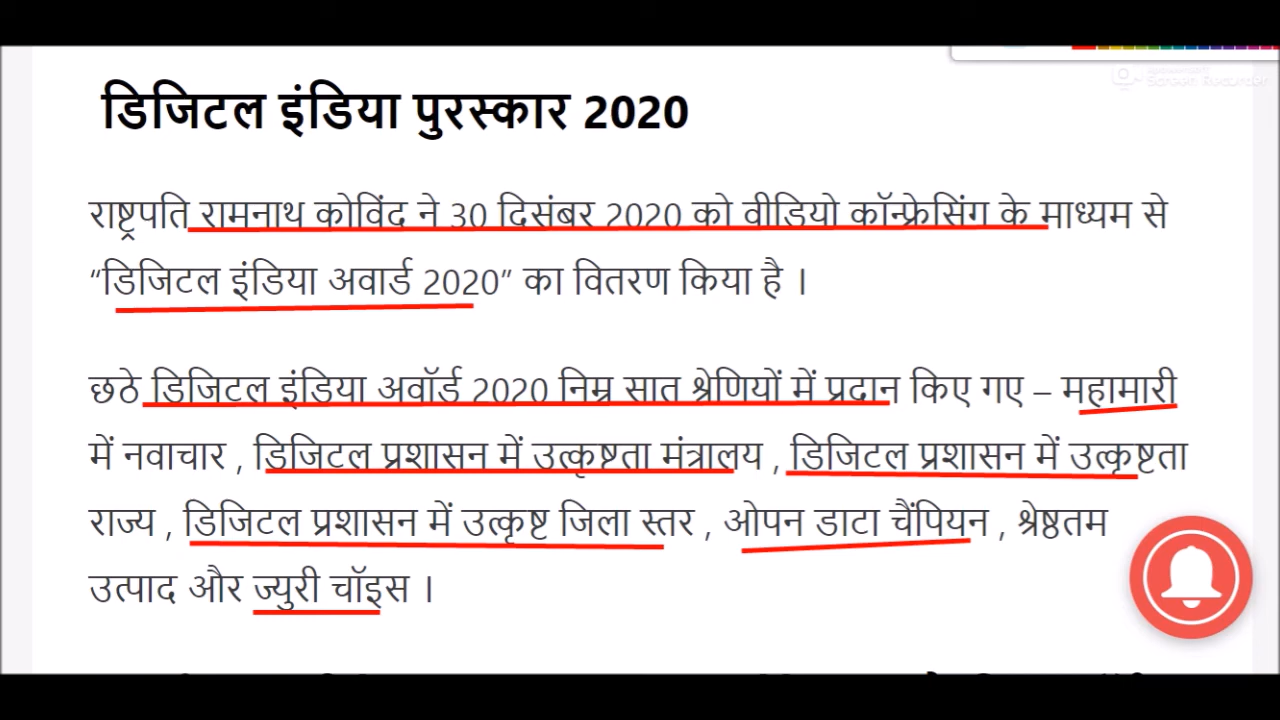 डिजिटल इंडिया पुरस्कार 2020
राष्ट्रपति रामनाथ कोविंद ने 30 दिसंबर 2020 को वीडियो कॉन्फ्रेसिंग के माध्यम से
“डिजिटल इंडिया अवार्ड 2020” का वितरण किया है ।
छठे डिजिटल इंडिया अवॉर्ड 2020 निम्न सात श्रेणियों में प्रदान किए गए – महामारी
में नवाचार , डिजिटल प्रशासन में उत्कृष्टता मंत्रालय , डिजिटल प्रशासन में उत्कृष्टता
राज्य , डिजिटल प्रशासन में उत्कृष्ट जिला स्तर , ओपन डाटा चैंपियन , श्रेष्ठतम
उत्पाद और ज्युरी चॉइस ।
Screen Recorder